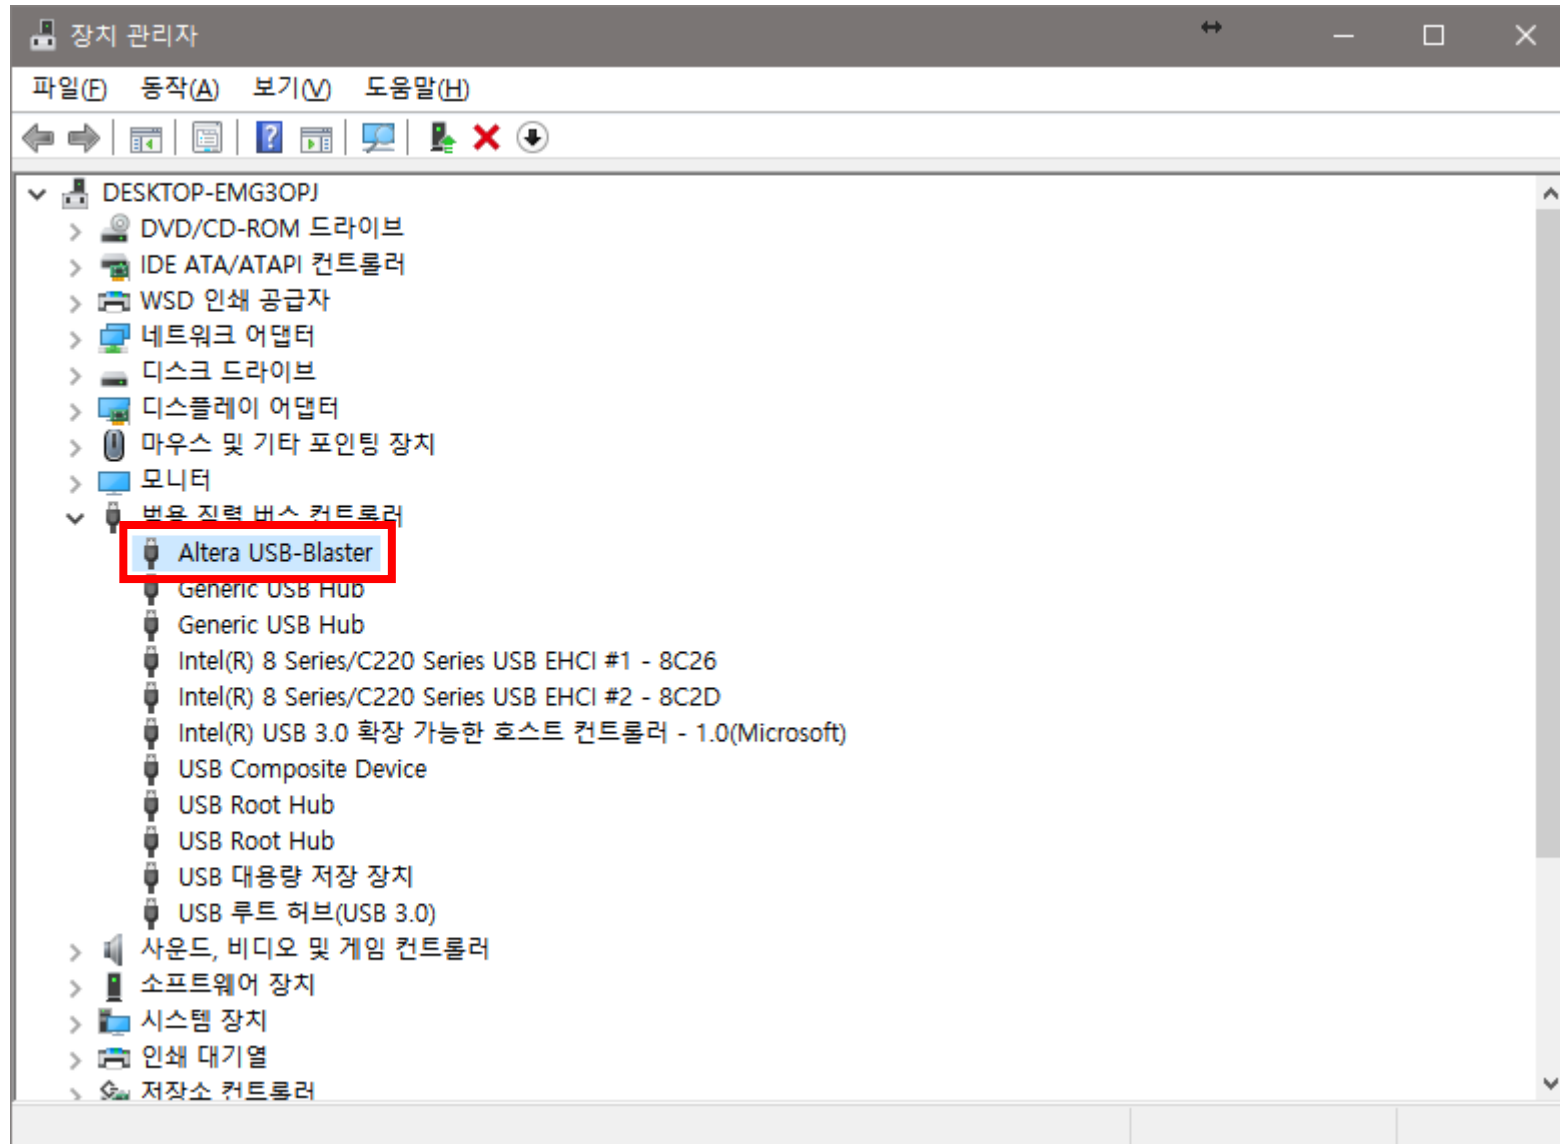 장치 관리자
파일(F) 동작(A) 보기(V) 도움말(H)
DESKTOP-EMG3OPJ
DVD/CD-ROM 드라이브
IDE ATA/ATAPI 컨트롤러
WSD 인쇄 공급자
네트워크 어댑터
디스크 드라이브
디스플레이 어댑터
마우스 및 기타 포인팅 장치
모니터
범용 직렬 버스 컨트롤러
Altera USB-Blaster
Generic USB Hub
Generic USB Hub
Intel(R) 8 Series/C220 Series USB EHCI #1 - 8C26
Intel(R) 8 Series/C220 Series USB EHCI #2 - 8C2D
Intel(R) USB 3.0 확장 가능한 호스트 컨트롤러 - 1.0(Microsoft)
USB Composite Device
USB Root Hub
USB Root Hub
USB 대용량 저장 장치
USB 루트 허브(USB 3.0)
사운드, 비디오 및 게임 컨트롤러
소프트웨어 장치
시스템 장치
인쇄 대기열
저장소 컨트롤러